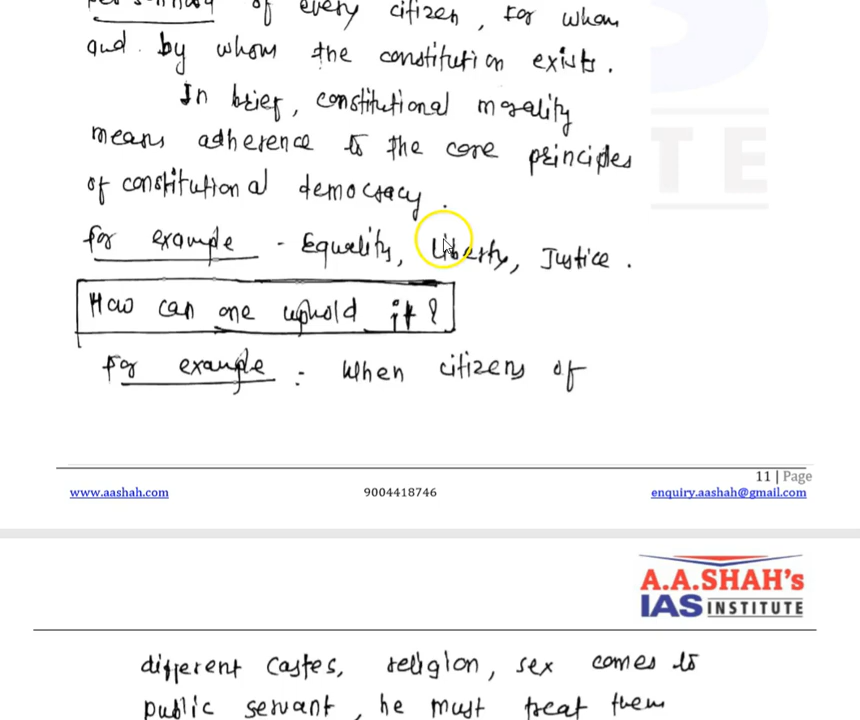 of every citizen, for whom
and by whom the constitution exists.
In brief, constitutional morality
means adherence to the core principles
of constitutional democracy.
for example - Equality, Liberty, Justice.
How can one uphold it?
For example : When citizens of
11 | Page
www.aashah.com 9004418746 enquiry.aashah@gmail.com
A.A.SHAH's
IAS INSTITUTE
different castes, religion, sex comes to
public servant, he must treat them